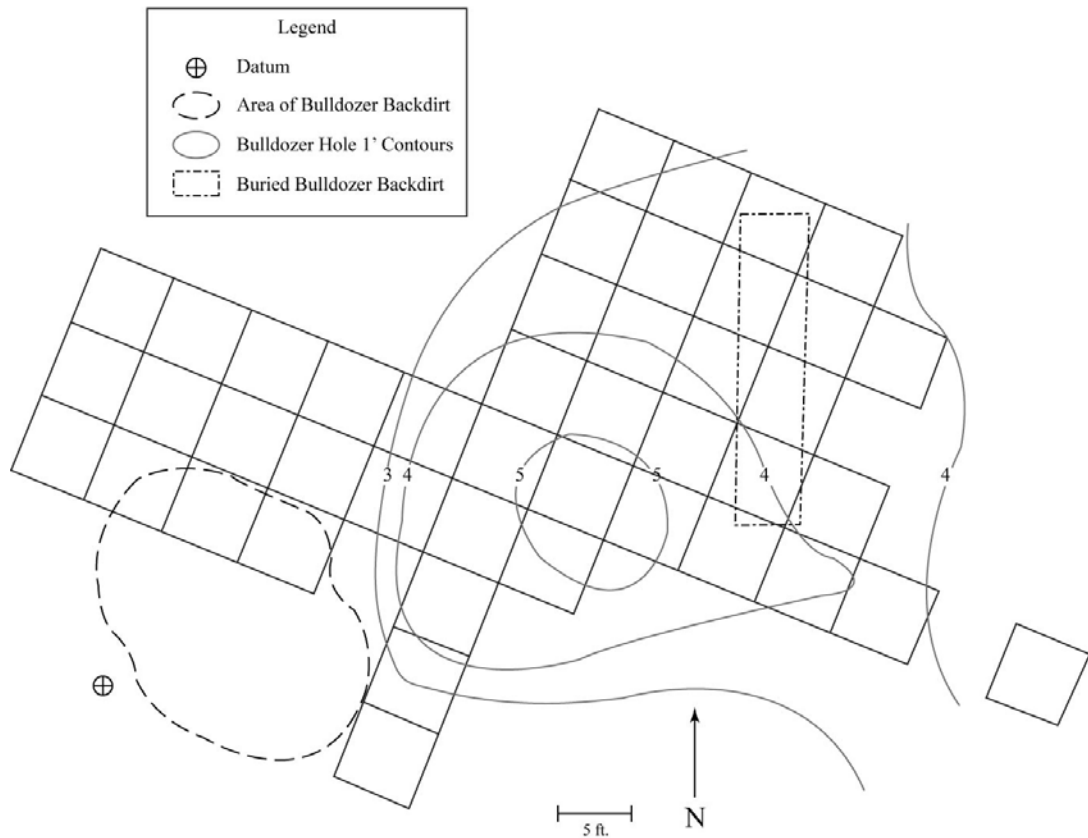 Legend
Datum
Area of Bulldozer Backdirt
Bulldozer Hole 1’ Contours
Buried Bulldozer Backdirt
3 4 5 5 4 4
N
5 ft.